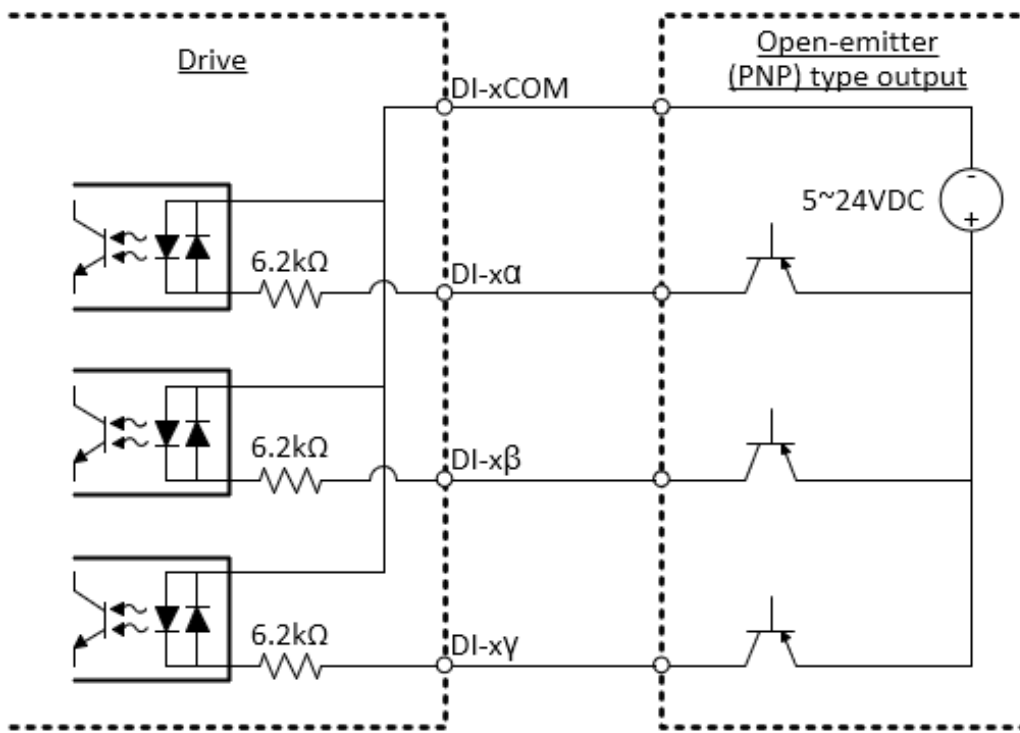 Drive
Open-emitter
(PNP) type output
DI-xCOM
-
5~24VDC
+
6.2kΩ
DI-xα
6.2kΩ
DI-xβ
6.2kΩ
DI-xγ